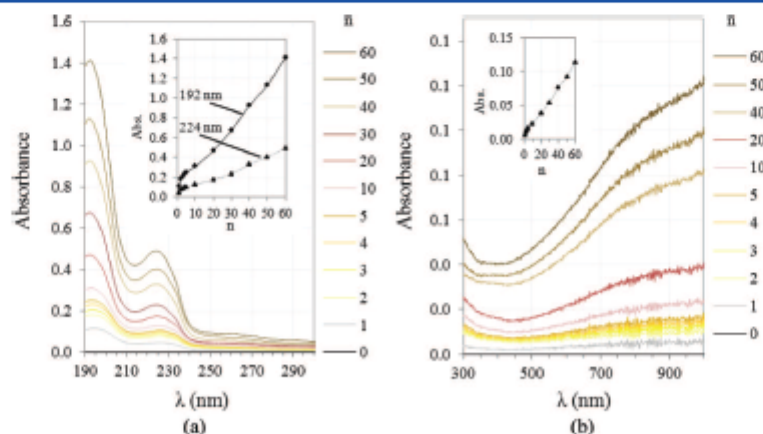 n
1.6
1.4
1.2
1.0
0.8
0.6
0.4
0.2
0.0
Absorbance
190 210 230 250 270 290
λ (nm)
(a)
1.6
1.4
1.2
1.0
0.8
0.6
0.4
0.2
0.0
Abs.
192 nm
224 nm
0 10 20 30 40 50 60
n
60
50
40
30
20
10
5
4
3
2
1
0
n
0.1
0.1
0.1
0.1
0.1
0.0
0.0
0.0
Absorbance
300 500 700 900
λ (nm)
(b)
0.15
0.10
0.05
0.00
Abs.
0 20 40 60
n
60
50
40
20
10
5
4
3
2
1
0